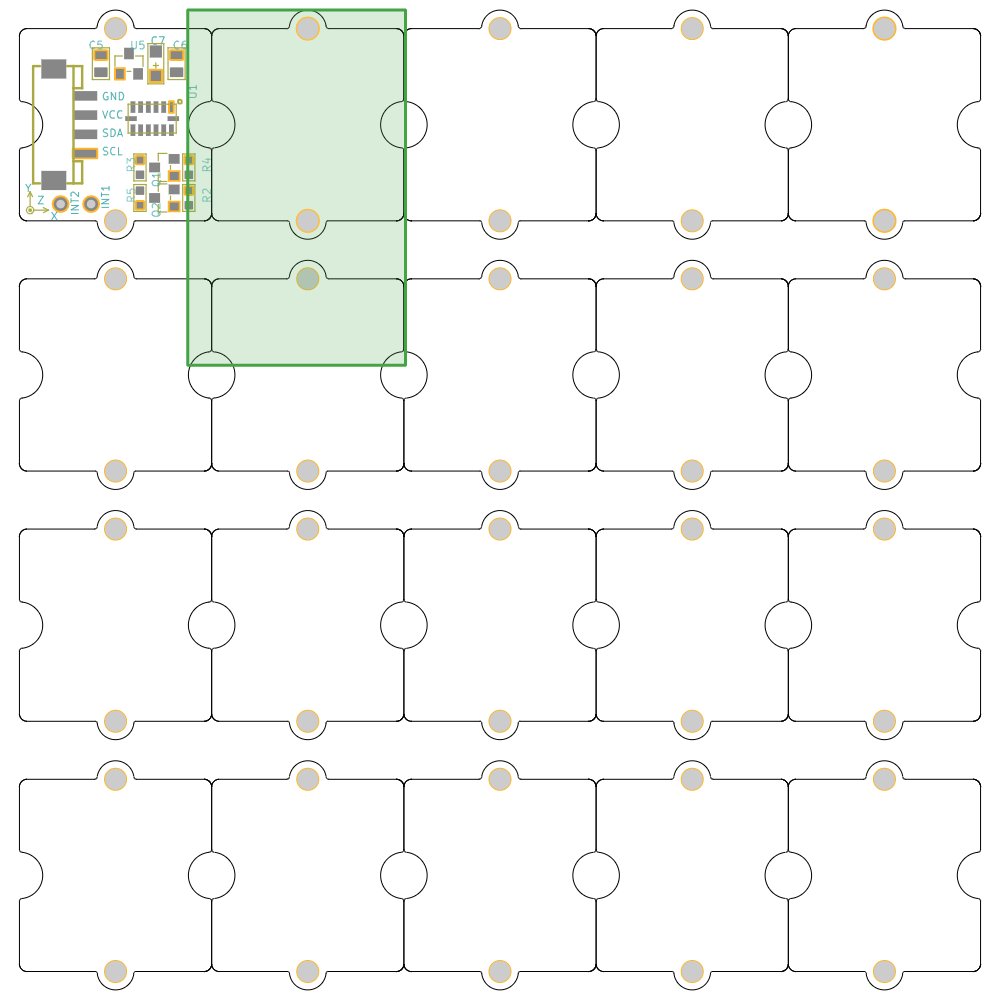 C5 U5 C7 C6
U1
GND
VCC
SDA
SCL
R3 Q1 R4
R5 Q2 R2
Y
Z
X
INT2 INT1